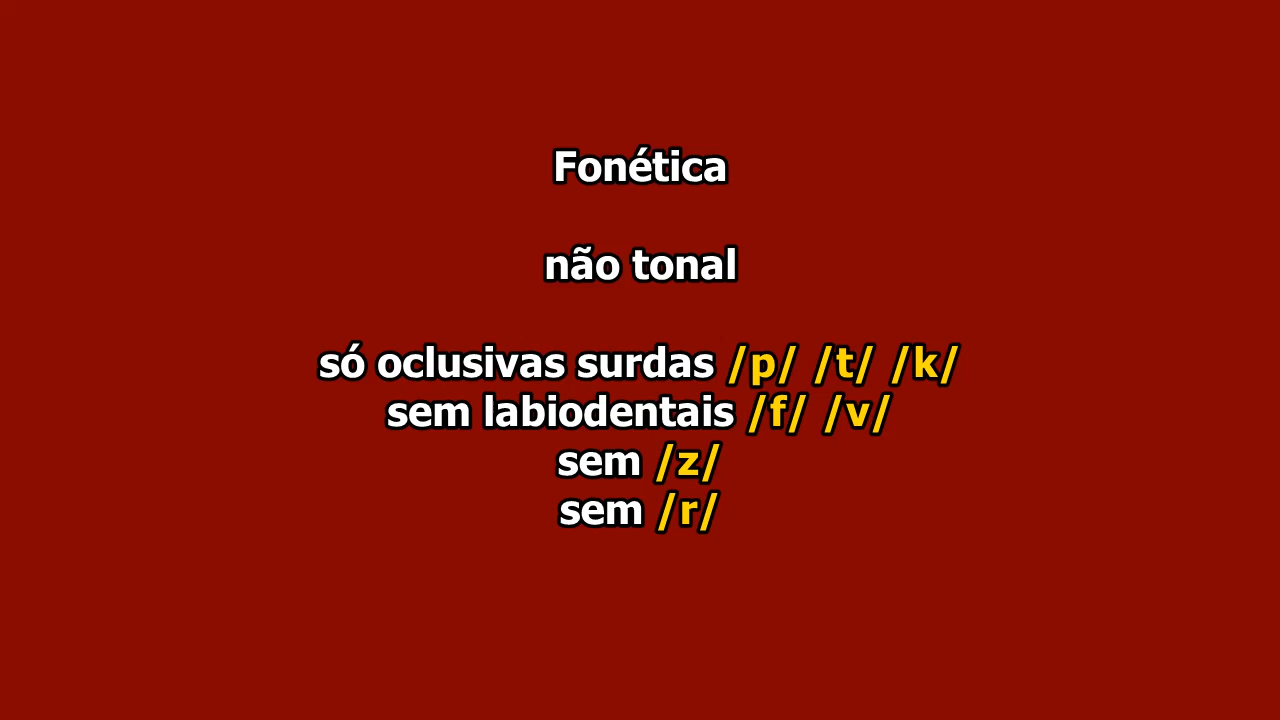 Fonética
não tonal
só oclusivas surdas /p/ /t/ /k/
sem labiodentais /f/ /v/
sem /z/
sem /r/